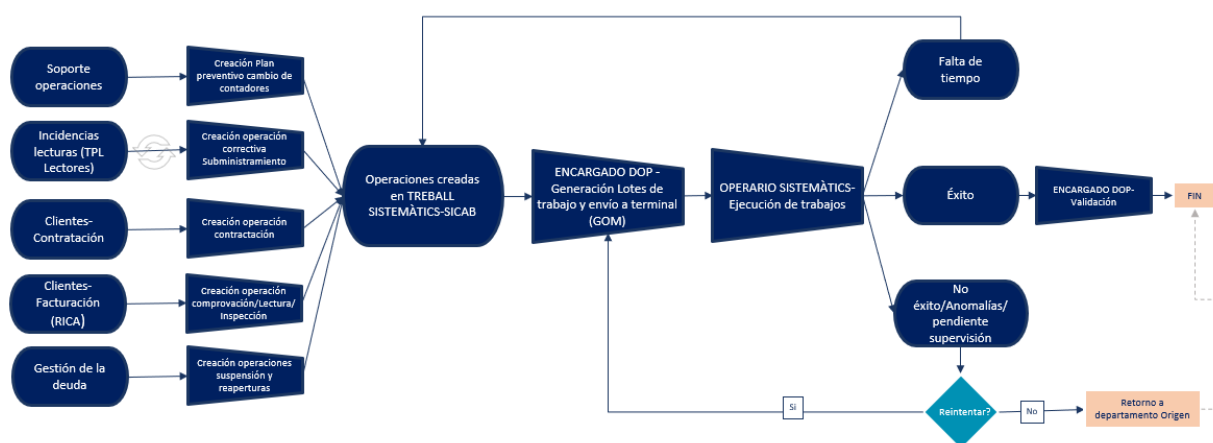 Soporte
operaciones
Creación Plan
preventivo cambio de
contadores
Incidencias
lecturas (TPL
Lectores)
Creación operación
correctiva
Subministramiento
Clientes-
Contratación
Creación operación
contractación
Clientes-
Facturación
(RICA)
Creación operación
comprovación/Lectura/
Inspección
Gestión de la
deuda
Creación operaciones
suspensión y
reaperturas
Operaciones creadas
en TREBALL
SISTEMÀTICS-SICAB
ENCARGADO DOP -
Generación Lotes de
trabajo y envío a terminal
(GOM)
OPERARIO SISTEMÀTICS-
Ejecución de trabajos
Falta de
tiempo
Éxito
ENCARGADO DOP-
Validación
FIN
No
éxito/Anomalías/
pendiente
supervisión
Reintentar?
Si
No
Retorno a
departamento Origen